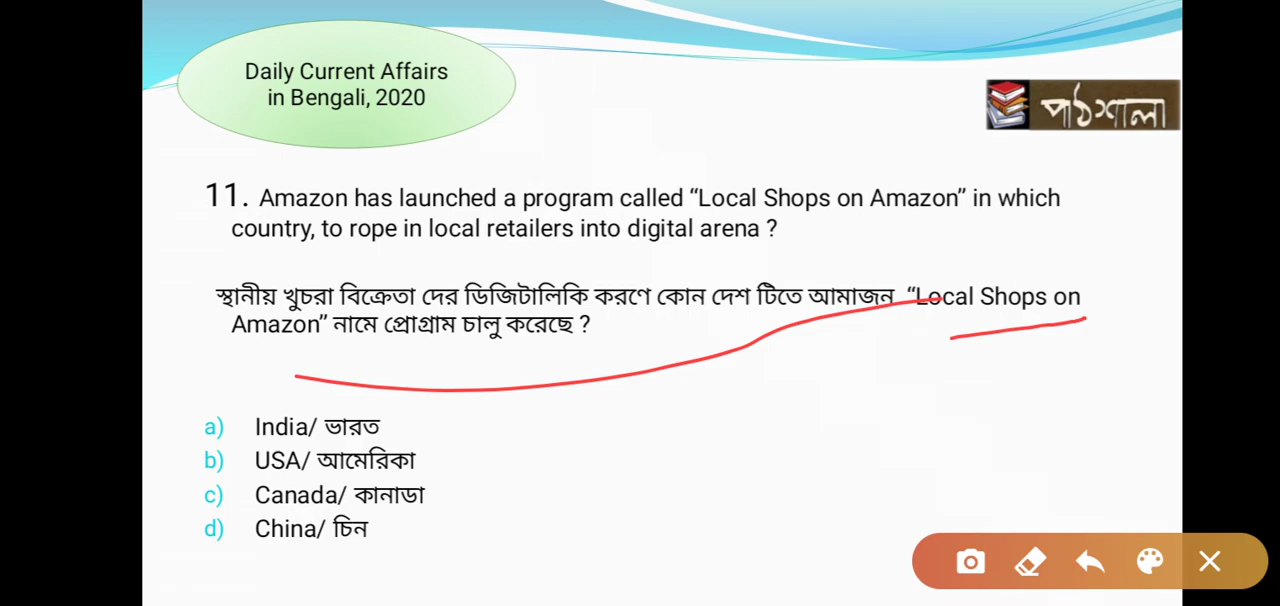 Daily Current Affairs
in Bengali, 2020
পাঠশালা
11. Amazon has launched a program called “Local Shops on Amazon” in which
country, to rope in local retailers into digital arena ?
স্থানীয় খুচরা বিক্রেতা দের ডিজিটালিকি করণে কোন দেশ টিতে আমাজন “Local Shops on
Amazon” নামে প্রোগ্রাম চালু করেছে ?
a) India/ ভারত
b) USA/ আমেরিকা
c) Canada/ কানাডা
d) China/ চিন